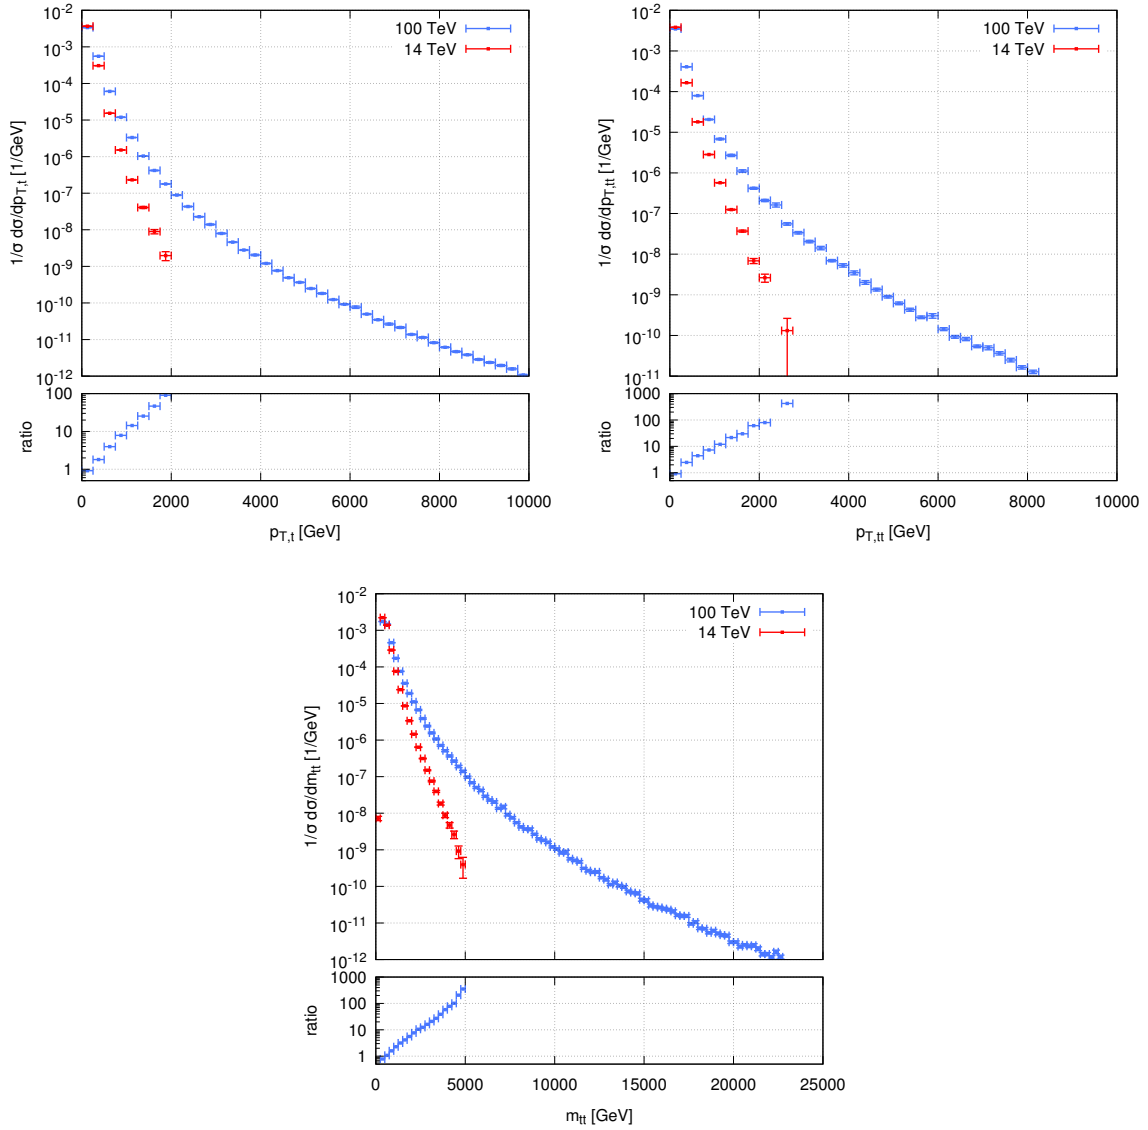 10^-2
10^-3
10^-4
10^-5
10^-6
10^-7
10^-8
10^-9
10^-10
10^-11
10^-12
1/σ dσ/dp_T,t [1/GeV]
100 TeV
14 TeV
100
10
1
ratio
0 2000 4000 6000 8000 10000
p_T,t [GeV]
10^-2
10^-3
10^-4
10^-5
10^-6
10^-7
10^-8
10^-9
10^-10
10^-11
1/σ dσ/dp_T,tt [1/GeV]
100 TeV
14 TeV
1000
100
10
1
ratio
0 2000 4000 6000 8000 10000
p_T,tt [GeV]
10^-2
10^-3
10^-4
10^-5
10^-6
10^-7
10^-8
10^-9
10^-10
10^-11
10^-12
1/σ dσ/dm_tt [1/GeV]
100 TeV
14 TeV
1000
100
10
1
ratio
0 5000 10000 15000 20000 25000
m_tt [GeV]